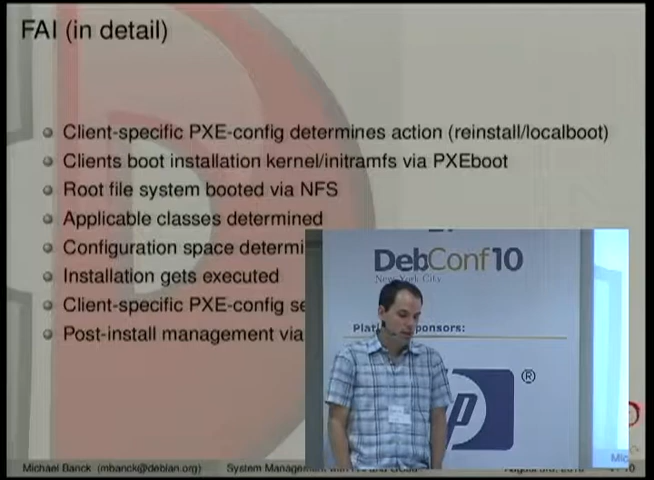 FAI (in detail)
Client-specific PXE-config determines action (reinstall/localboot)
Clients boot installation kernel/initramfs via PXEboot
Root file system booted via NFS
Applicable classes determined
Configuration space determi
Installation gets executed
Client-specific PXE-config se
Post-install management via
DebConf10
New York City
Platinum Sponsors:
hp ®
Michael Banck (mbanck@debian.org) System Management with FAI and